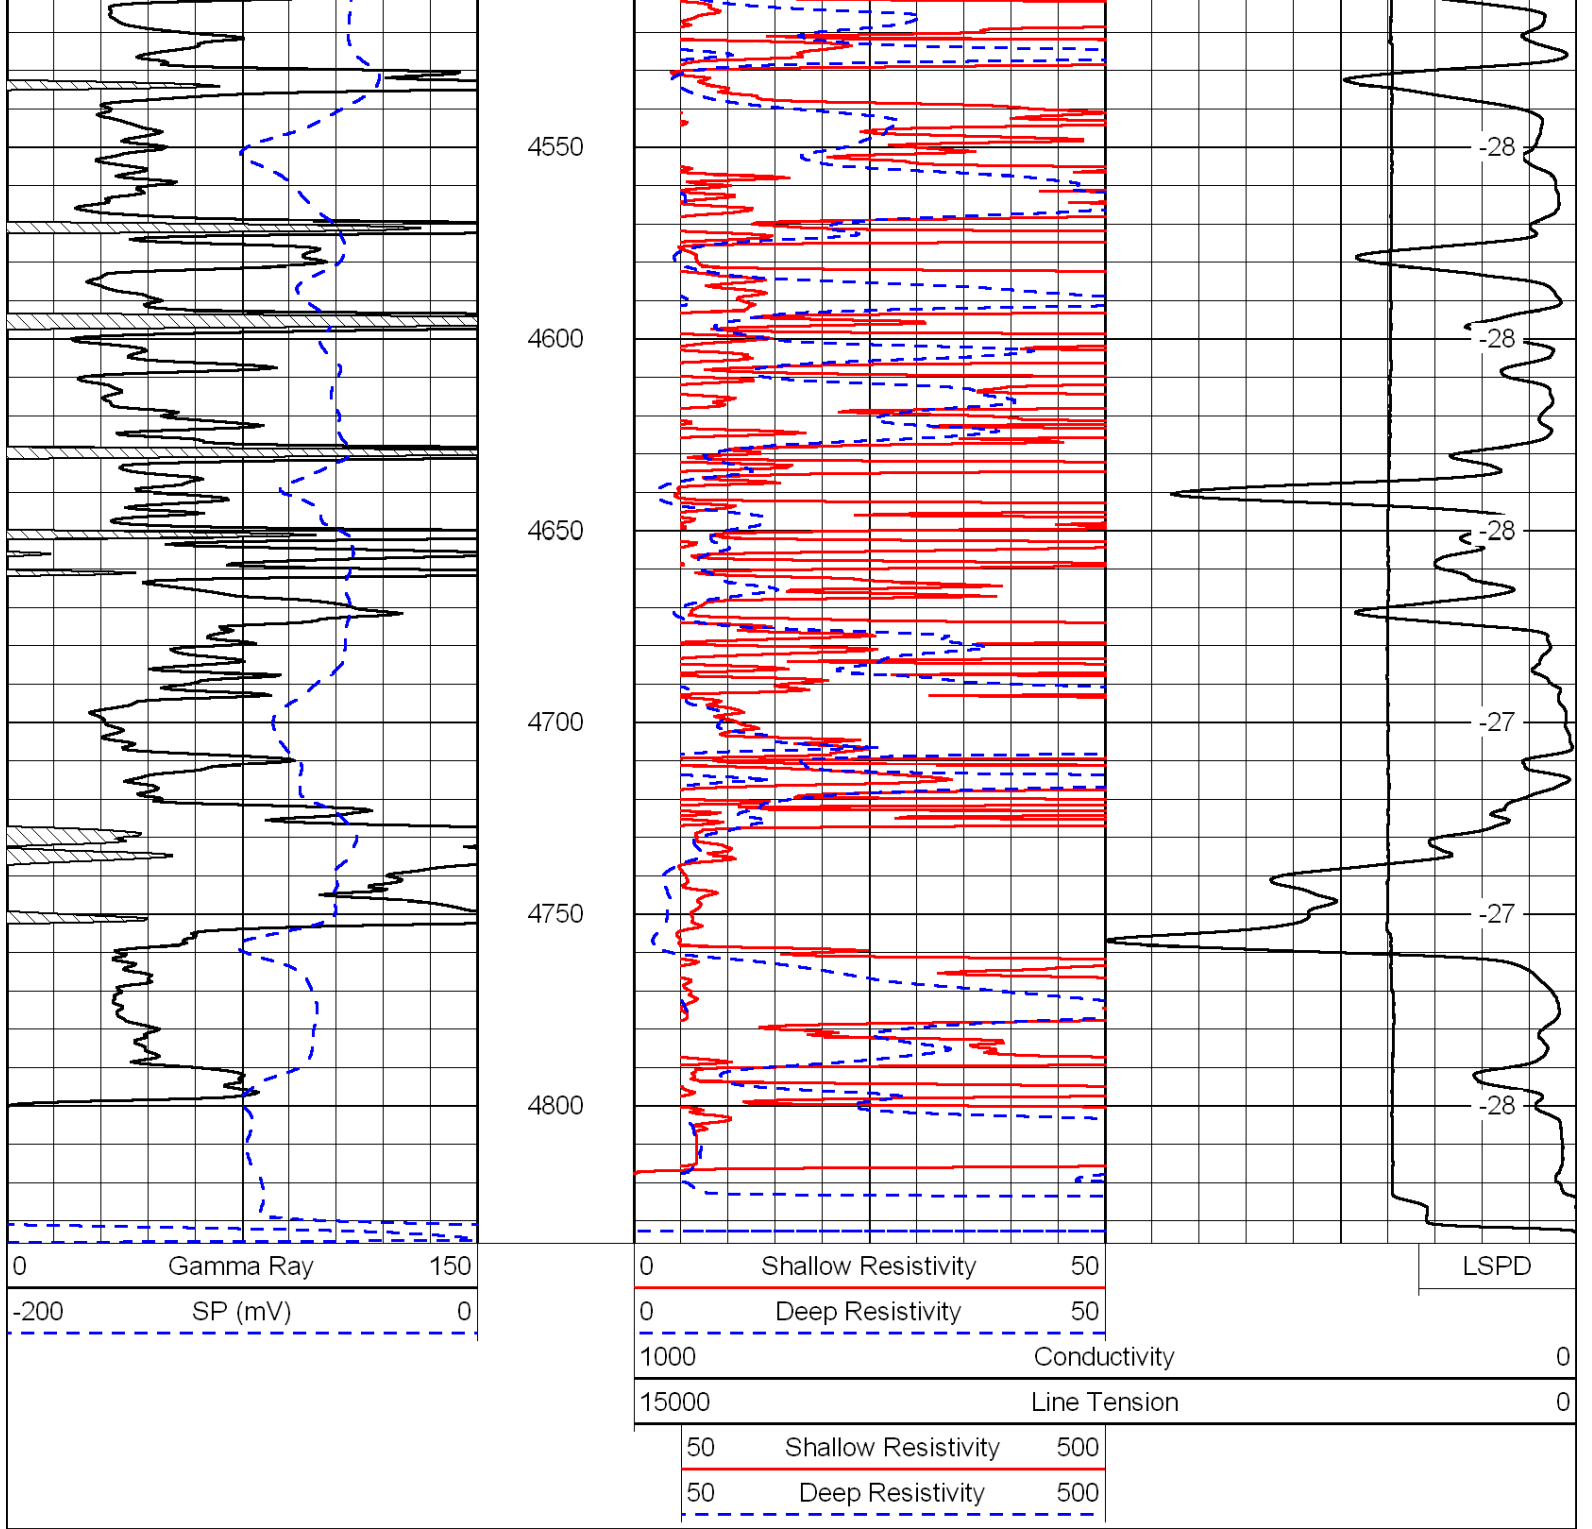 4550 -28
4600 -28
4650 -28
4700 -27
4750 -27
4800 -28
0 Gamma Ray 150 0 Shallow Resistivity 50 LSPD
-200 SP (mV) 0 0 Deep Resistivity 50
1000 Conductivity 0
15000 Line Tension 0
50 Shallow Resistivity 500
50 Deep Resistivity 500